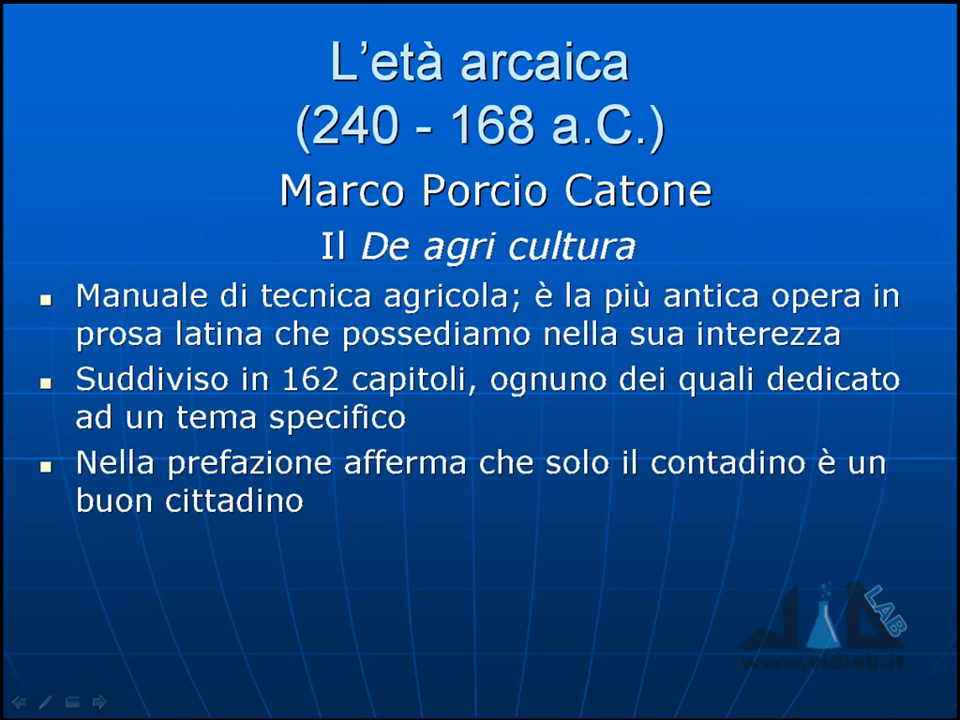 L'età arcaica
(240 - 168 a.C.)
Marco Porcio Catone
Il De agri cultura
Manuale di tecnica agricola; è la più antica opera in
prosa latina che possediamo nella sua interezza
Suddiviso in 162 capitoli, ognuno dei quali dedicato
ad un tema specifico
Nella prefazione afferma che solo il contadino è un
buon cittadino
LAB